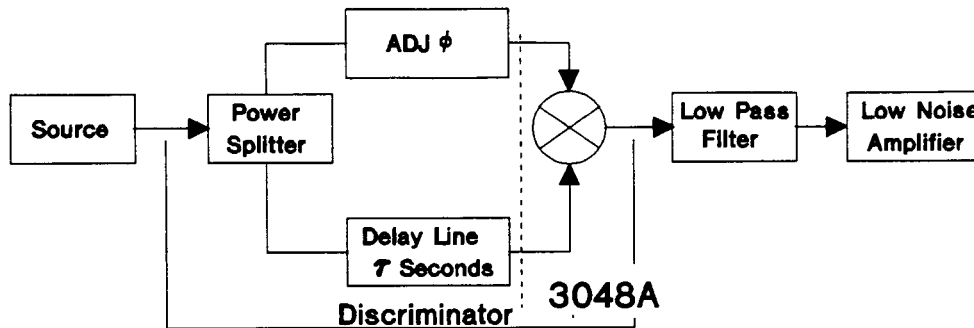 ADJ ϕ
Source
Power
Splitter
Low Pass
Filter
Low Noise
Amplifier
Delay Line
τ Seconds
Discriminator
3048A